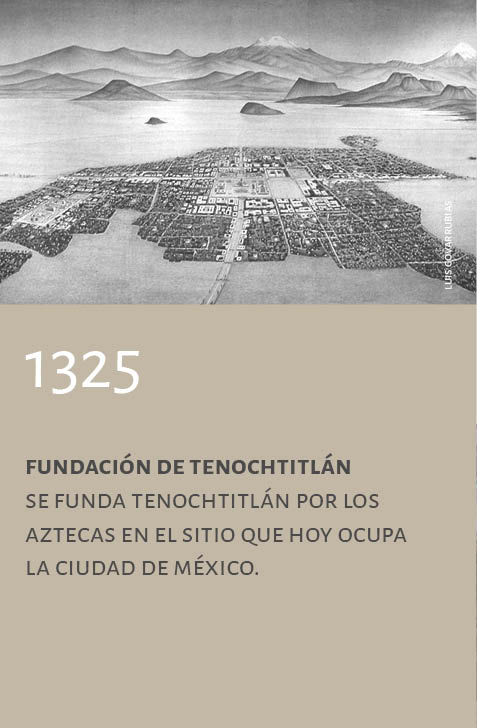 LUIS COVARRUBIAS
1325
FUNDACIÓN DE TENOCHTITLÁN
SE FUNDA TENOCHTITLÁN POR LOS
AZTECAS EN EL SITIO QUE HOY OCUPA
LA CIUDAD DE MÉXICO.